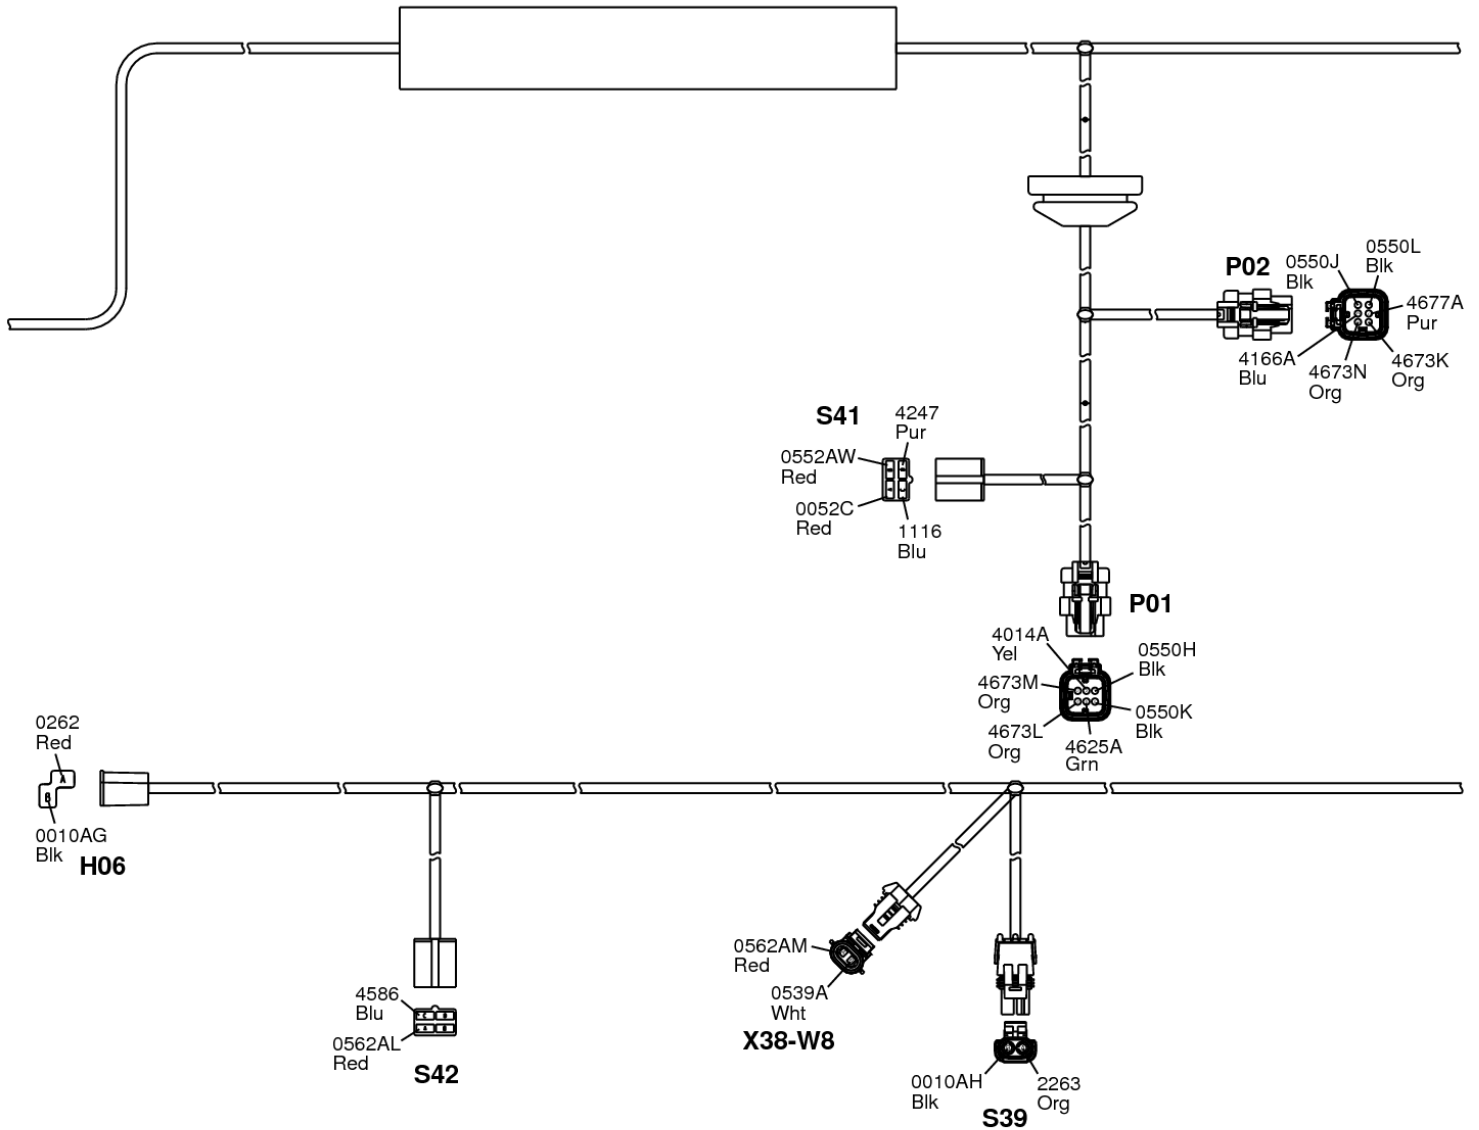 P02
0550J
Blk
0550L
Blk
4677A
Pur
4166A
Blu
4673N
Org
4673K
Org
S41
4247
Pur
0552AW
Red
0052C
Red
1116
Blu
P01
4014A
Yel
0550H
Blk
4673M
Org
0550K
Blk
4673L
Org
4625A
Grn
0262
Red
A
B
0010AG
Blk
H06
4586
Blu
0562AL
Red
S42
0562AM
Red
0539A
Wht
X38-W8
0010AH
Blk
2263
Org
S39